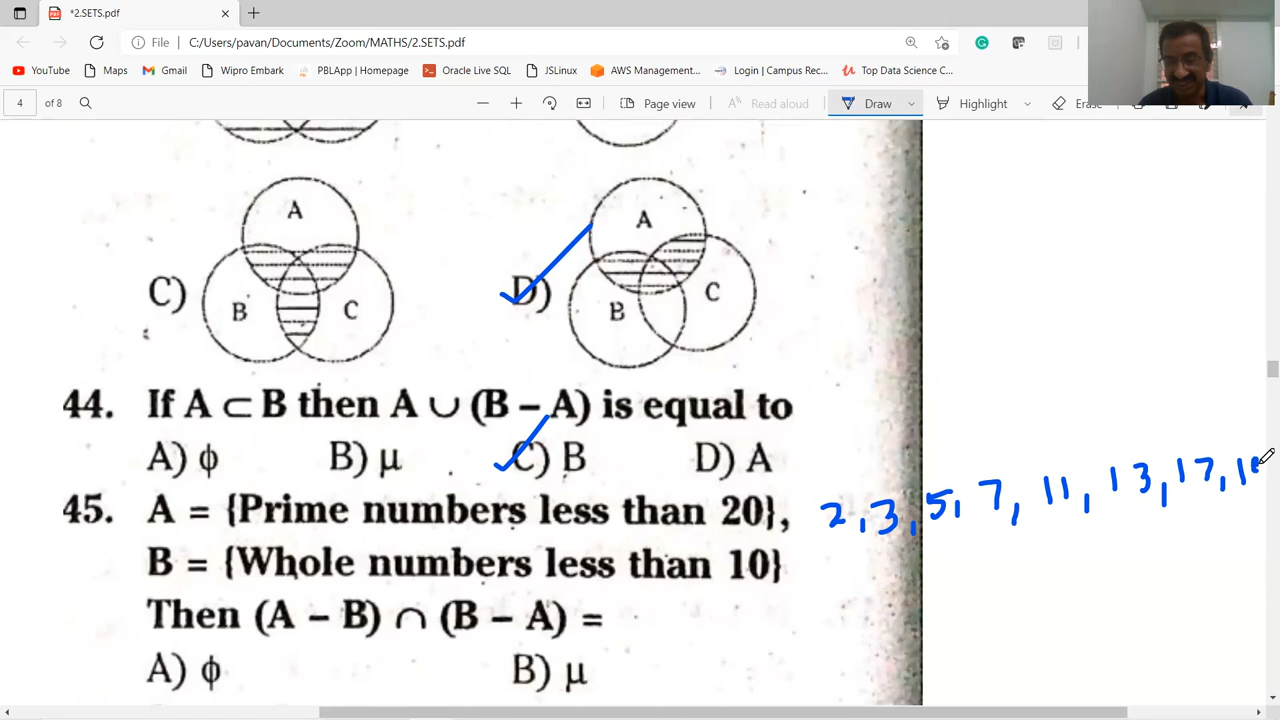 *2.SETS.pdf
File C:/Users/pavan/Documents/Zoom/MATHS/2.SETS.pdf
YouTube Maps Gmail Wipro Embark PBLApp | Homepage Oracle Live SQL JSLinux AWS Management... Login | Campus Rec... Top Data Science C...
4 of 8 Page view Read aloud Draw Highlight
A A
C) B C D) B C
44. If A ⊂ B then A ∪ (B – A) is equal to
A) ϕ B) μ C) B D) A
45. A = {Prime numbers less than 20}, 2, 3, 5, 7, 11, 13, 17,
B = {Whole numbers less than 10}
Then (A – B) ∩ (B – A) =
A) ϕ B) μ